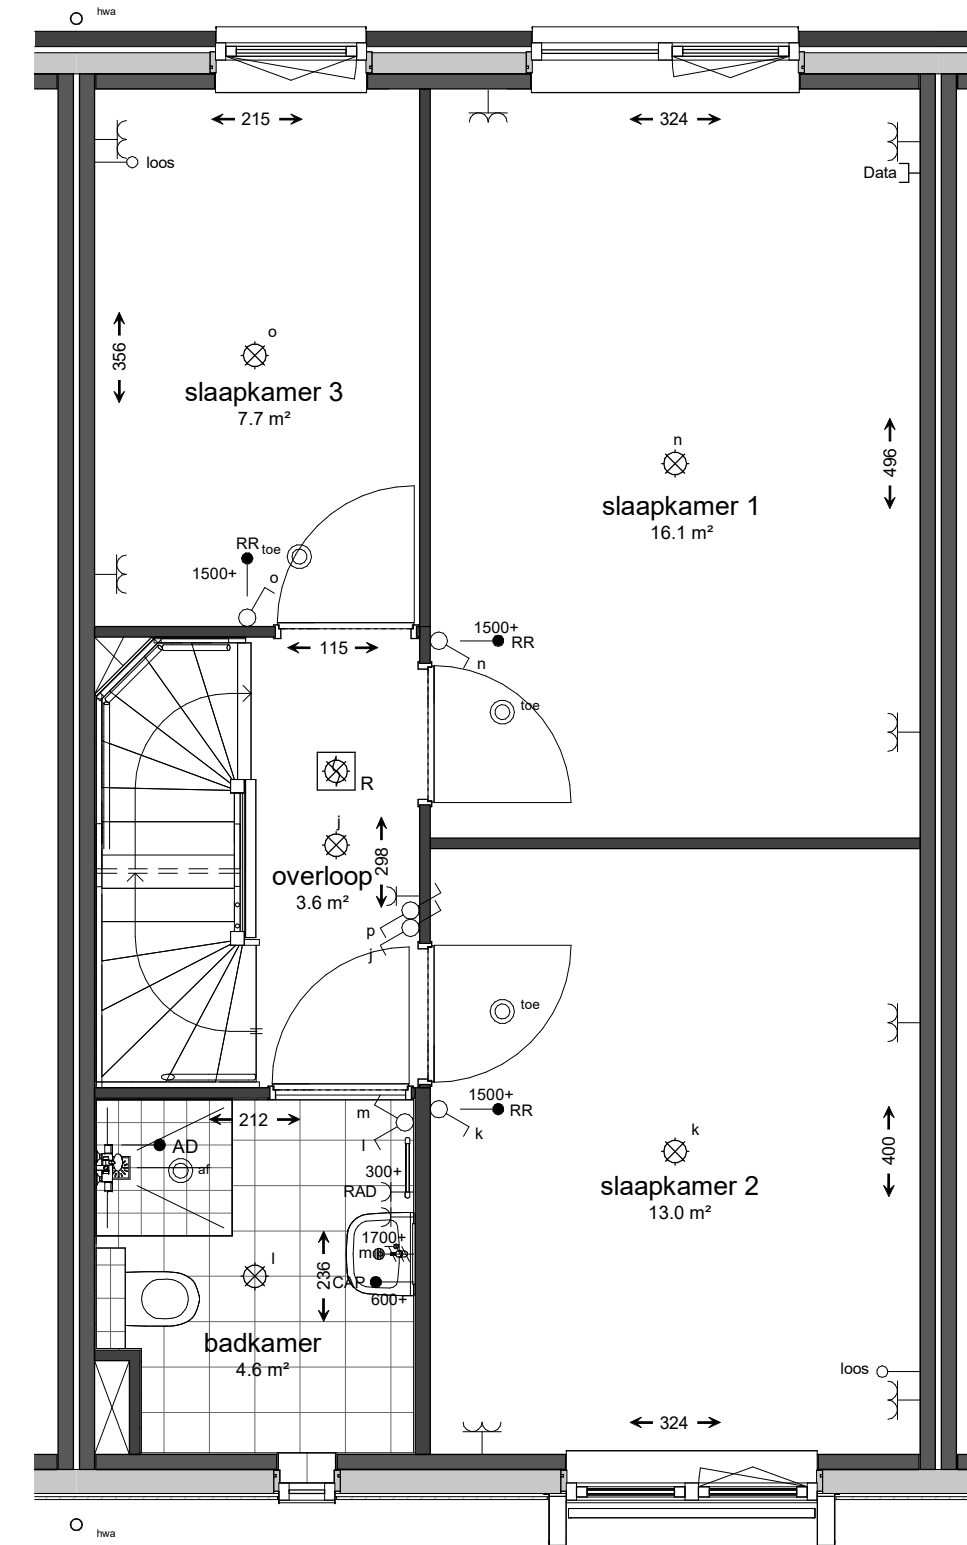 hwa
215
324
loos
Data
o
356
slaapkamer 3
7.7 m²
n
496
slaapkamer 1
16.1 m²
RR
toe
1500+
o
1500+
RR
115
n
toe
R
j
298
overloop
3.6 m²
p
j
toe
1500+
RR
212
m
k
AD
l
k
400
af
300+
RAD
slaapkamer 2
13.0 m²
1700+
m
l
236
CAP
600+
badkamer
4.6 m²
loos
324
hwa